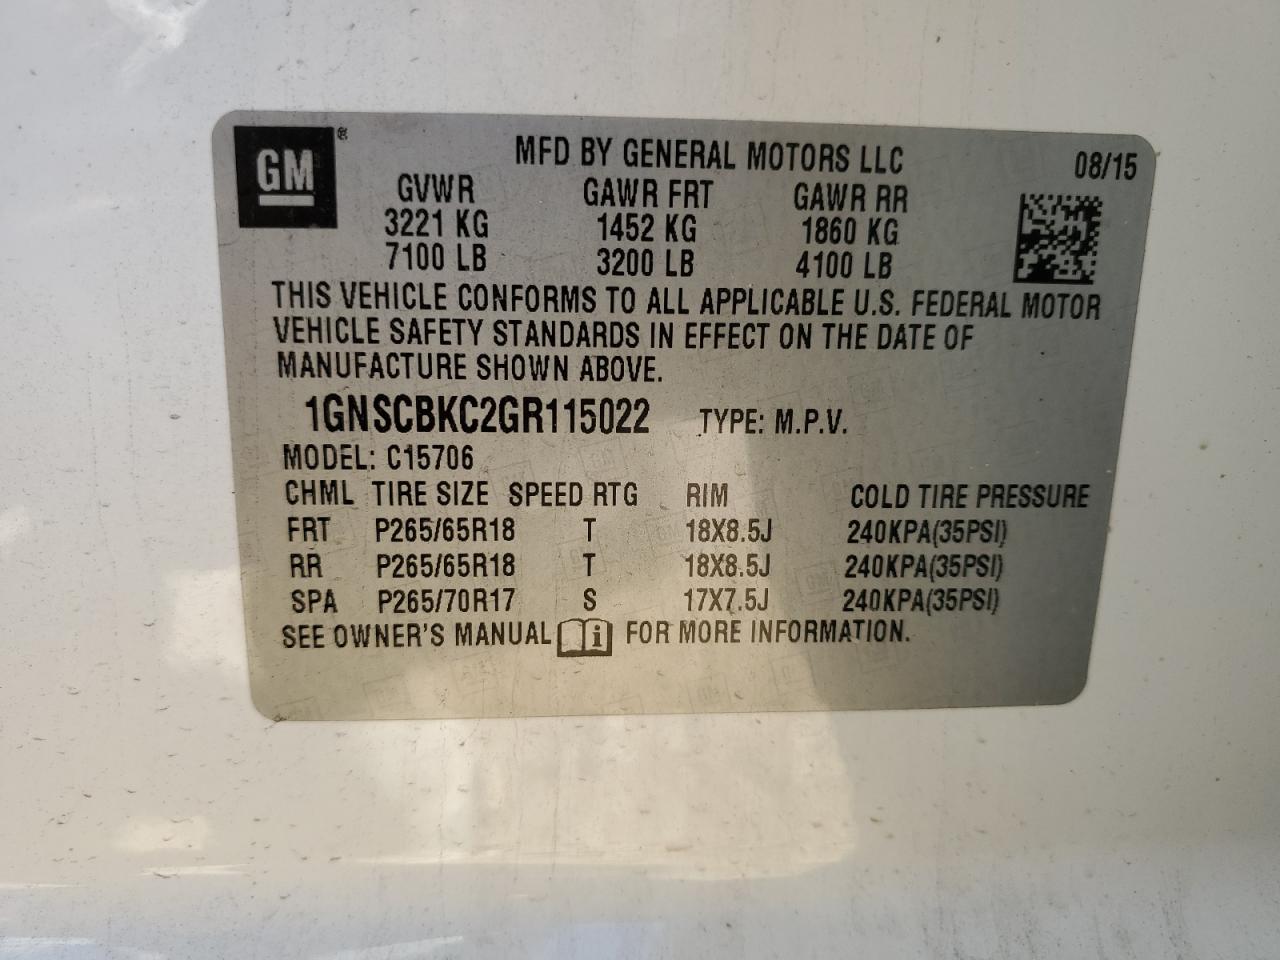 GM®
MFD BY GENERAL MOTORS LLC 08/15
GVWR GAWR FRT GAWR RR
3221 KG 1452 KG 1860 KG
7100 LB 3200 LB 4100 LB
THIS VEHICLE CONFORMS TO ALL APPLICABLE U.S. FEDERAL MOTOR
VEHICLE SAFETY STANDARDS IN EFFECT ON THE DATE OF
MANUFACTURE SHOWN ABOVE.
1GNSCBKC2GR115022 TYPE: M.P.V.
MODEL: C15706
CHML TIRE SIZE SPEED RTG RIM COLD TIRE PRESSURE
FRT P265/65R18 T 18X8.5J 240KPA(35PSI)
RR P265/65R18 T 18X8.5J 240KPA(35PSI)
SPA P265/70R17 S 17X7.5J 240KPA(35PSI)
SEE OWNER'S MANUAL i FOR MORE INFORMATION.